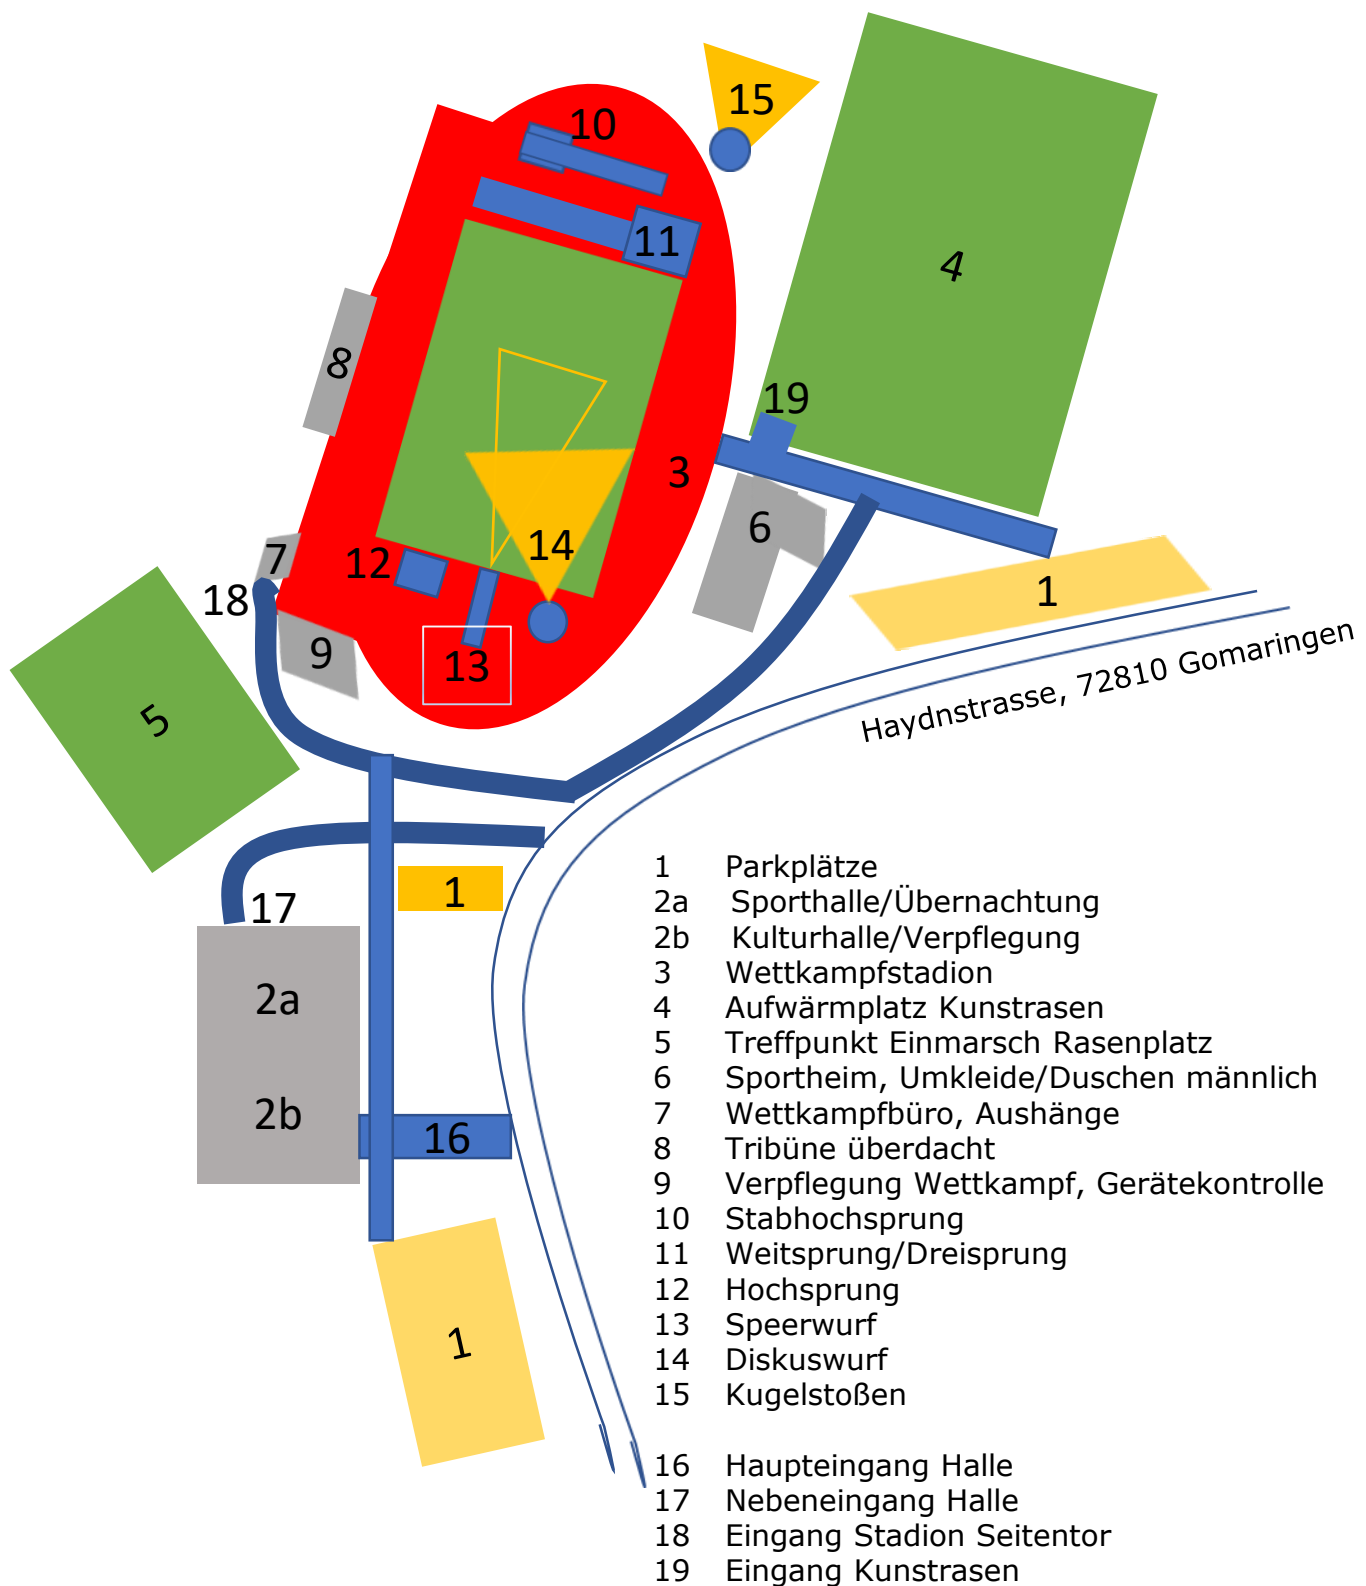 15
10
11
4
8
19
3
6
14
12
7
18
1
9
13
Haydnstrasse, 72810 Gomaringen
5
1
17
2a
2b
16
1
1 Parkplätze
2a Sporthalle/Übernachtung
2b Kulturhalle/Verpflegung
3 Wettkampfstadion
4 Aufwärmplatz Kunstrasen
5 Treffpunkt Einmarsch Rasenplatz
6 Sportheim, Umkleide/Duschen männlich
7 Wettkampfbüro, Aushänge
8 Tribüne überdacht
9 Verpflegung Wettkampf, Gerätekontrolle
10 Stabhochsprung
11 Weitsprung/Dreisprung
12 Hochsprung
13 Speerwurf
14 Diskuswurf
15 Kugelstoßen
16 Haupteingang Halle
17 Nebeneingang Halle
18 Eingang Stadion Seitentor
19 Eingang Kunstrasen